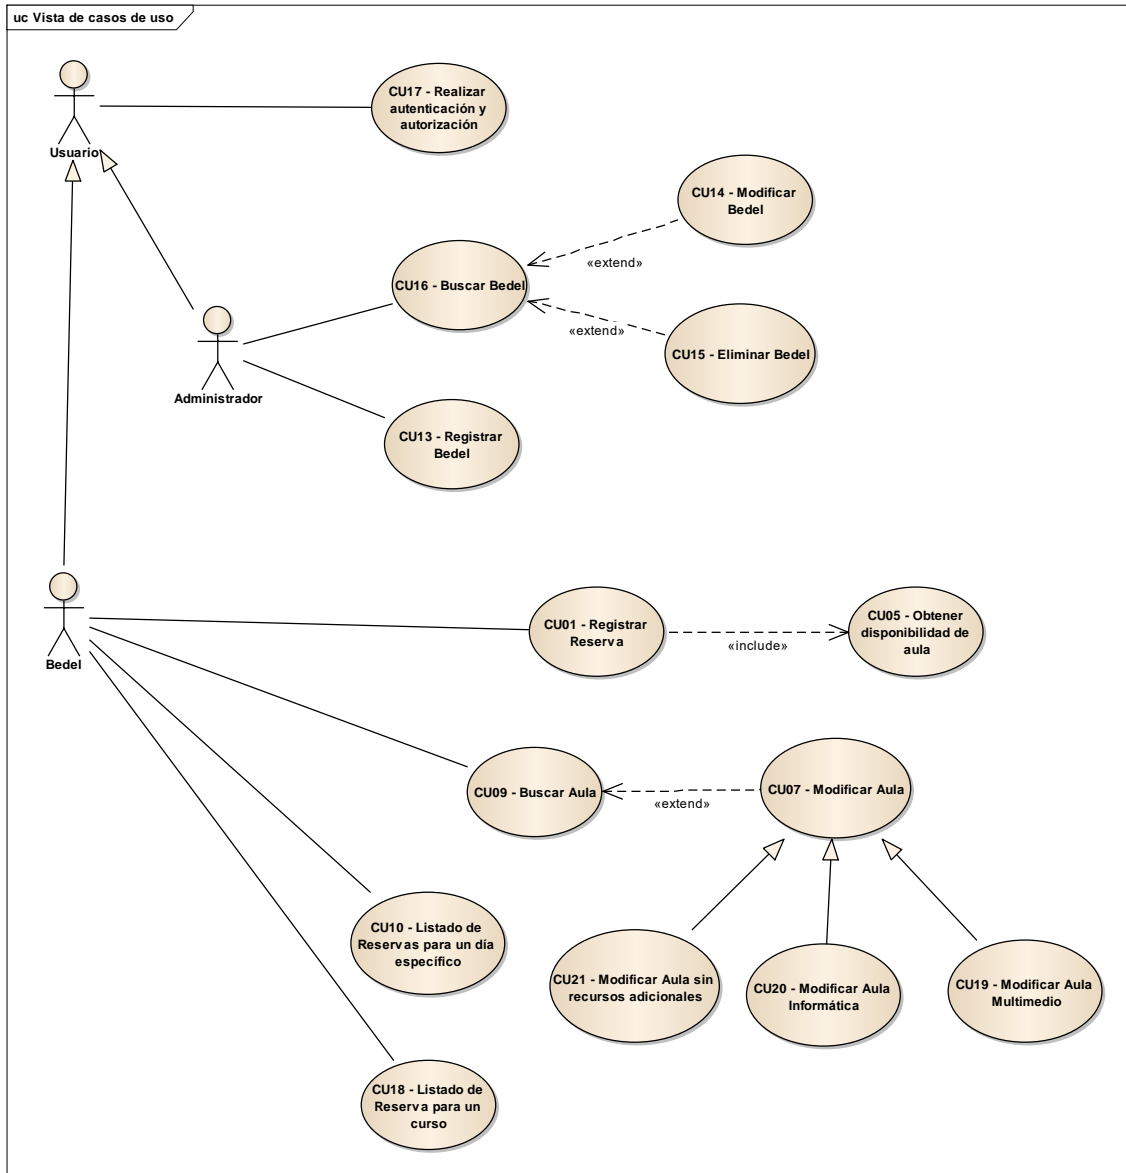 uc Vista de casos de uso
Usuario
CU17 - Realizar
autenticación y
autorización
CU14 - Modificar
Bedel
«extend»
CU16 - Buscar Bedel
«extend»
CU15 - Eliminar Bedel
Administrador
CU13 - Registrar
Bedel
Bedel
CU01 - Registrar
Reserva
«include»
CU05 - Obtener
disponibilidad de
aula
CU09 - Buscar Aula
«extend»
CU07 - Modificar Aula
CU10 - Listado de
Reservas para un día
específico
CU21 - Modificar Aula sin
recursos adicionales
CU20 - Modificar Aula
Informática
CU19 - Modificar Aula
Multimedio
CU18 - Listado de
Reserva para un
curso